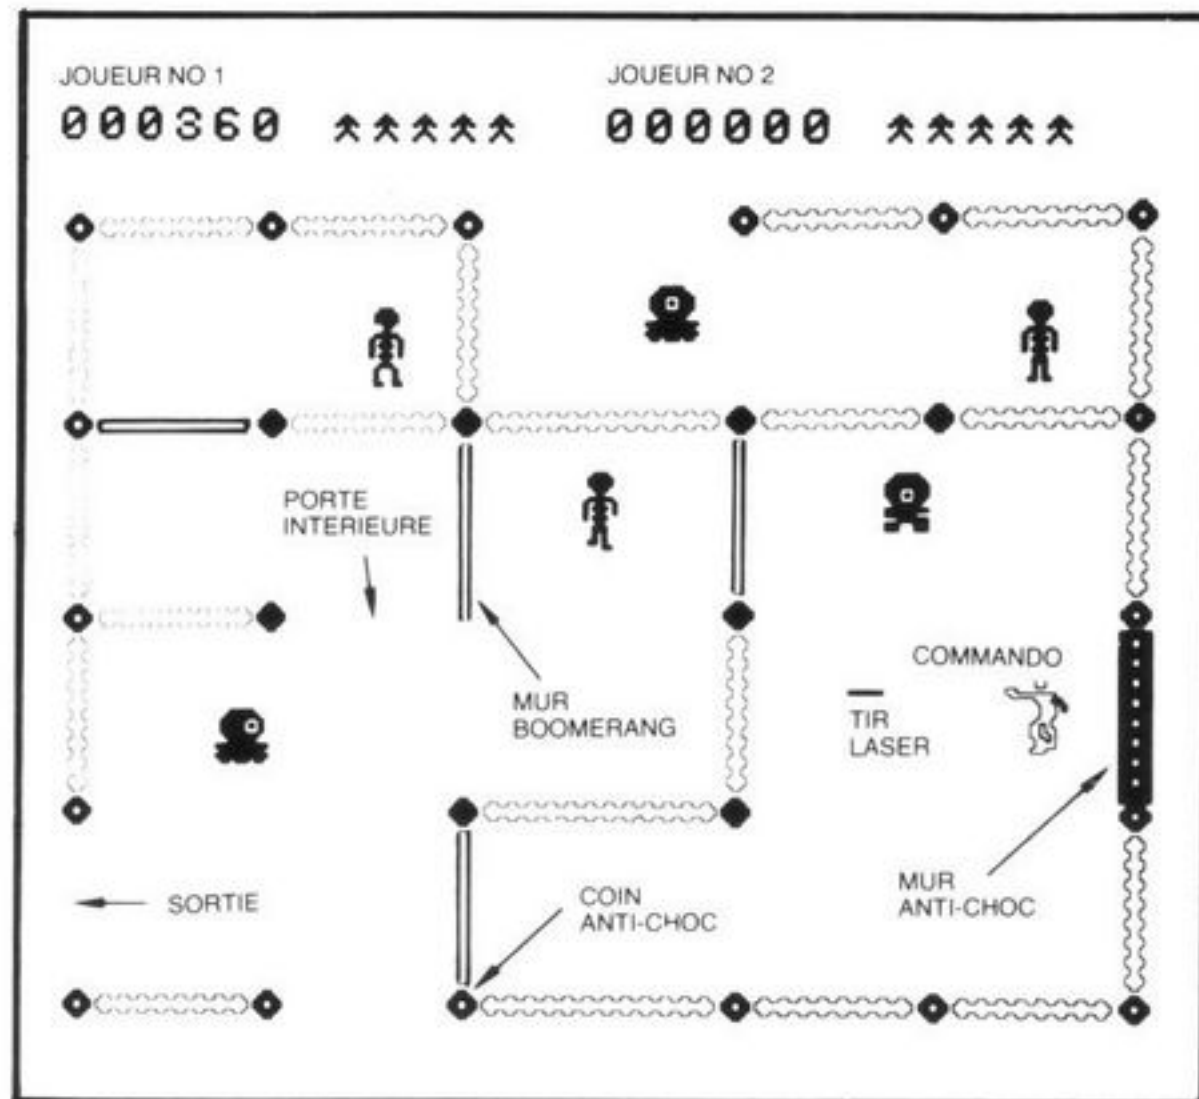 JOUEUR NO 1
JOUEUR NO 2
000360
000000
PORTE
INTERIEURE
MUR
BOOMERANG
COMMANDO
TIR
LASER
SORTIE
COIN
ANTI-CHOC
MUR
ANTI-CHOC